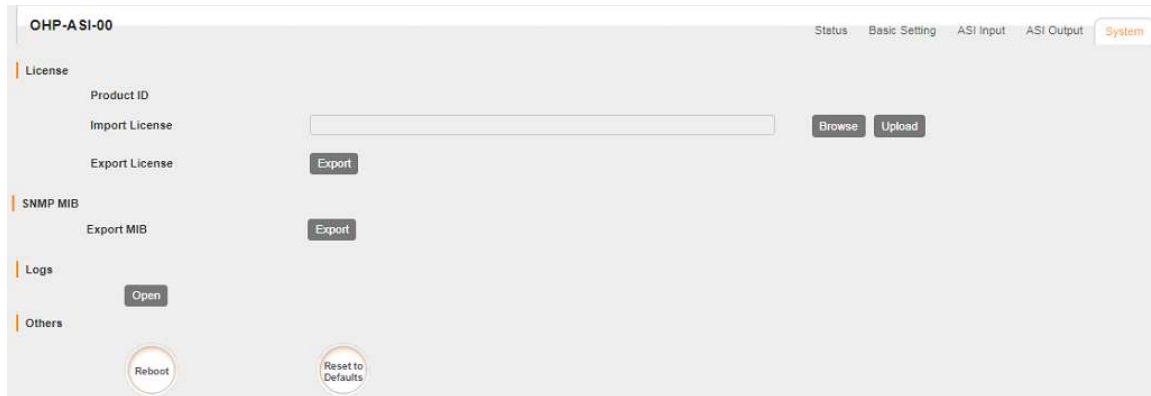 OHP-ASI-00
Status Basic Setting ASI Input ASI Output System
License
Product ID
Import License Browse Upload
Export License Export
SNMP MIB
Export MIB Export
Logs
Open
Others
Reboot Reset to
Defaults